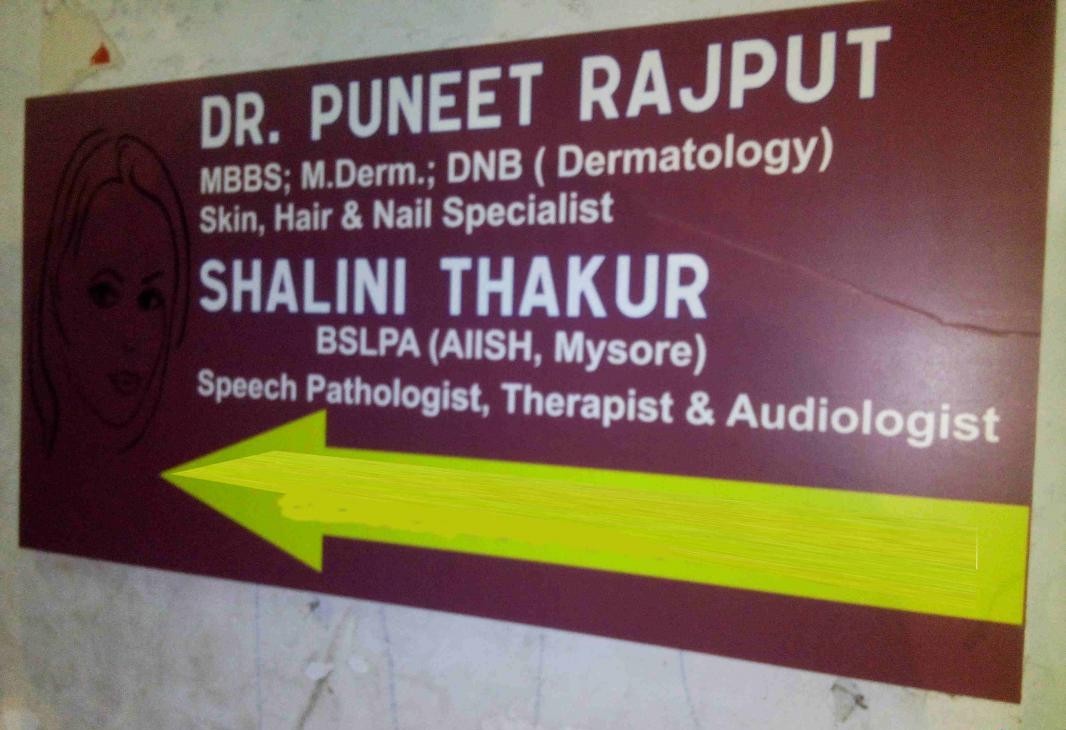 DR. PUNEET RAJPUT
MBBS; M.Derm.; DNB ( Dermatology)
Skin, Hair & Nail Specialist
SHALINI THAKUR
BSLPA (AIISH, Mysore)
Speech Pathologist, Therapist & Audiologist